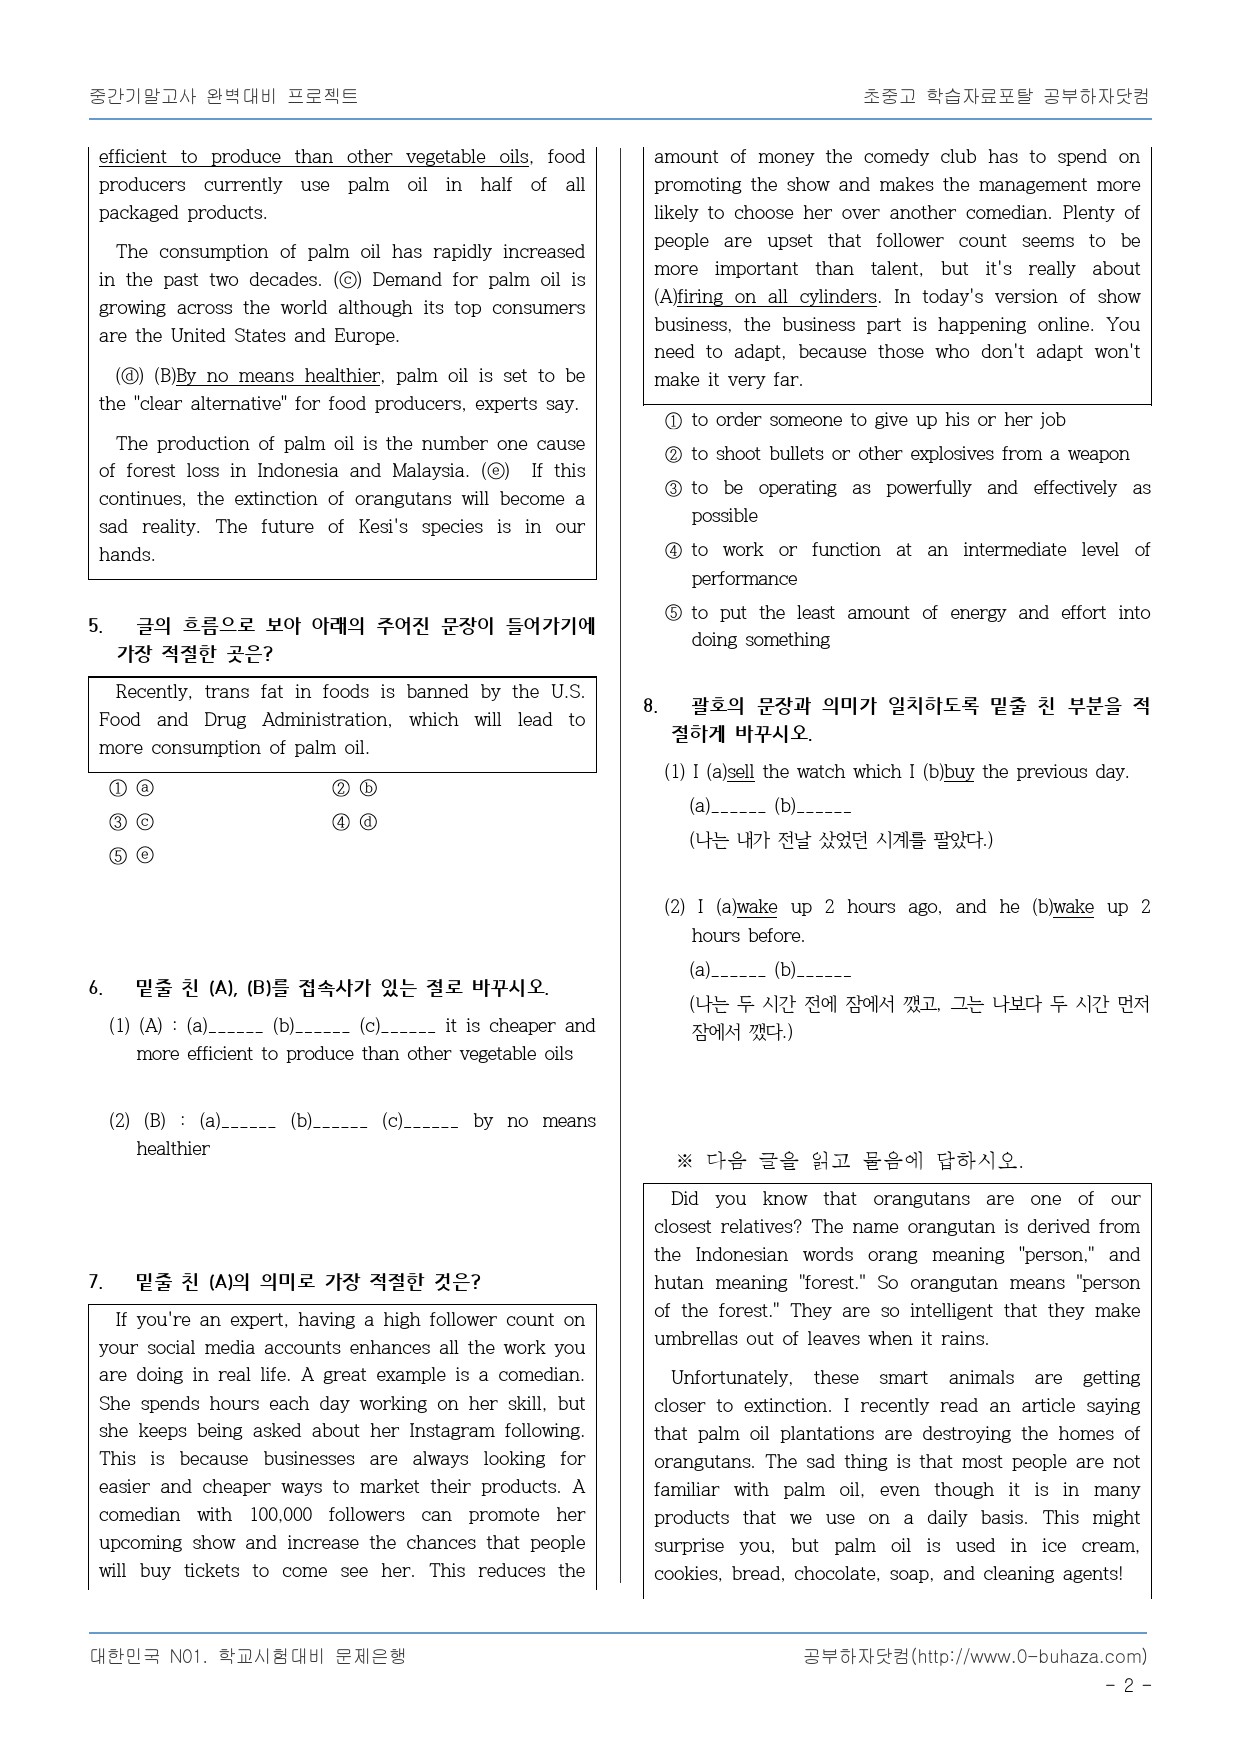 중간기말고사 완벽대비 프로젝트
초중고 학습자료포탈 공부하자닷컴
efficient to produce than other vegetable oils, food
producers currently use palm oil in half of all
packaged products.
The consumption of palm oil has rapidly increased
in the past two decades. (ⓒ) Demand for palm oil is
growing across the world although its top consumers
are the United States and Europe.
(ⓓ) (B)By no means healthier, palm oil is set to be
the "clear alternative" for food producers, experts say.
The production of palm oil is the number one cause
of forest loss in Indonesia and Malaysia. (ⓔ) If this
continues, the extinction of orangutans will become a
sad reality. The future of Kesi's species is in our
hands.
5. 글의 흐름으로 보아 아래의 주어진 문장이 들어가기에
가장 적절한 곳은?
Recently, trans fat in foods is banned by the U.S.
Food and Drug Administration, which will lead to
more consumption of palm oil.
① ⓐ ② ⓑ
③ ⓒ ④ ⓓ
⑤ ⓔ
6. 밑줄 친 (A), (B)를 접속사가 있는 절로 바꾸시오.
(1) (A) : (a)______ (b)______ (c)______ it is cheaper and
more efficient to produce than other vegetable oils
(2) (B) : (a)______ (b)______ (c)______ by no means
healthier
7. 밑줄 친 (A)의 의미로 가장 적절한 것은?
If you're an expert, having a high follower count on
your social media accounts enhances all the work you
are doing in real life. A great example is a comedian.
She spends hours each day working on her skill, but
she keeps being asked about her Instagram following.
This is because businesses are always looking for
easier and cheaper ways to market their products. A
comedian with 100,000 followers can promote her
upcoming show and increase the chances that people
will buy tickets to come see her. This reduces the
amount of money the comedy club has to spend on
promoting the show and makes the management more
likely to choose her over another comedian. Plenty of
people are upset that follower count seems to be
more important than talent, but it's really about
(A)firing on all cylinders. In today's version of show
business, the business part is happening online. You
need to adapt, because those who don't adapt won't
make it very far.
① to order someone to give up his or her job
② to shoot bullets or other explosives from a weapon
③ to be operating as powerfully and effectively as
possible
④ to work or function at an intermediate level of
performance
⑤ to put the least amount of energy and effort into
doing something
8. 괄호의 문장과 의미가 일치하도록 밑줄 친 부분을 적
절하게 바꾸시오.
(1) I (a)sell the watch which I (b)buy the previous day.
(a)______ (b)______
(나는 내가 전날 샀었던 시계를 팔았다.)
(2) I (a)wake up 2 hours ago, and he (b)wake up 2
hours before.
(a)______ (b)______
(나는 두 시간 전에 잠에서 깼고, 그는 나보다 두 시간 먼저
잠에서 깼다.)
※ 다음 글을 읽고 물음에 답하시오.
Did you know that orangutans are one of our
closest relatives? The name orangutan is derived from
the Indonesian words orang meaning "person," and
hutan meaning "forest." So orangutan means "person
of the forest." They are so intelligent that they make
umbrellas out of leaves when it rains.
Unfortunately, these smart animals are getting
closer to extinction. I recently read an article saying
that palm oil plantations are destroying the homes of
orangutans. The sad thing is that most people are not
familiar with palm oil, even though it is in many
products that we use on a daily basis. This might
surprise you, but palm oil is used in ice cream,
cookies, bread, chocolate, soap, and cleaning agents!
대한민국 N01. 학교시험대비 문제은행
공부하자닷컴(http://www.0-buhaza.com)
- 2 -